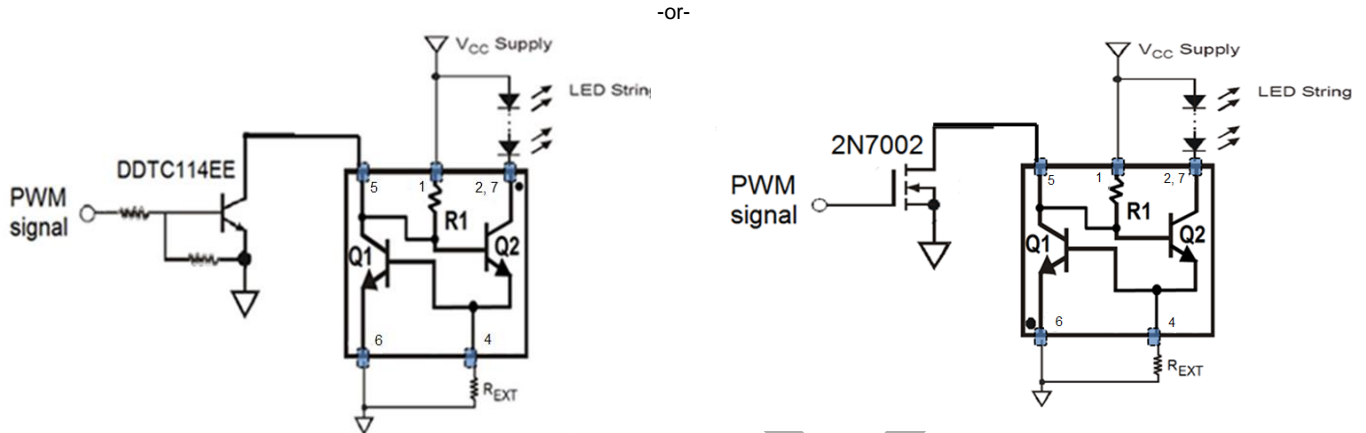 -or-
VCC Supply
LED Strin
DDTC114EE
PWM
signal
5
1
2, 7
R1
Q1
Q2
6
4
REXT
VCC Supply
LED String
2N7002
PWM
signal
5
1
2, 7
R1
Q1
Q2
6
4
REXT